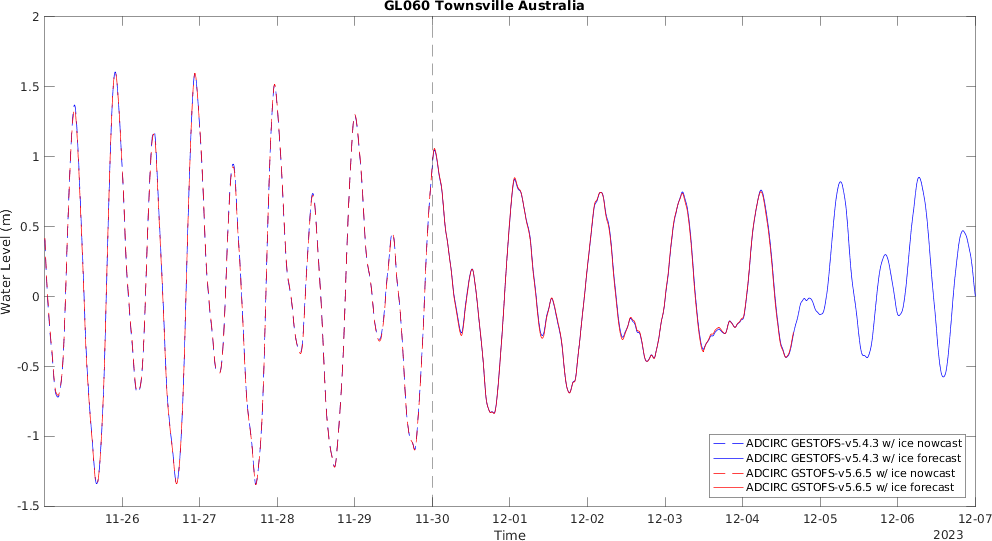 GL060 Townsville Australia
2
1.5
1
0.5
0
-0.5
-1
-1.5
Water Level (m)
11-26 11-27 11-28 11-29 11-30 12-01 12-02 12-03 12-04 12-05 12-06 12-07
Time
2023
ADCIRC GESTOFS-v5.4.3 w/ ice nowcast
ADCIRC GESTOFS-v5.4.3 w/ ice forecast
ADCIRC GSTOFS-v5.6.5 w/ ice nowcast
ADCIRC GSTOFS-v5.6.5 w/ ice forecast